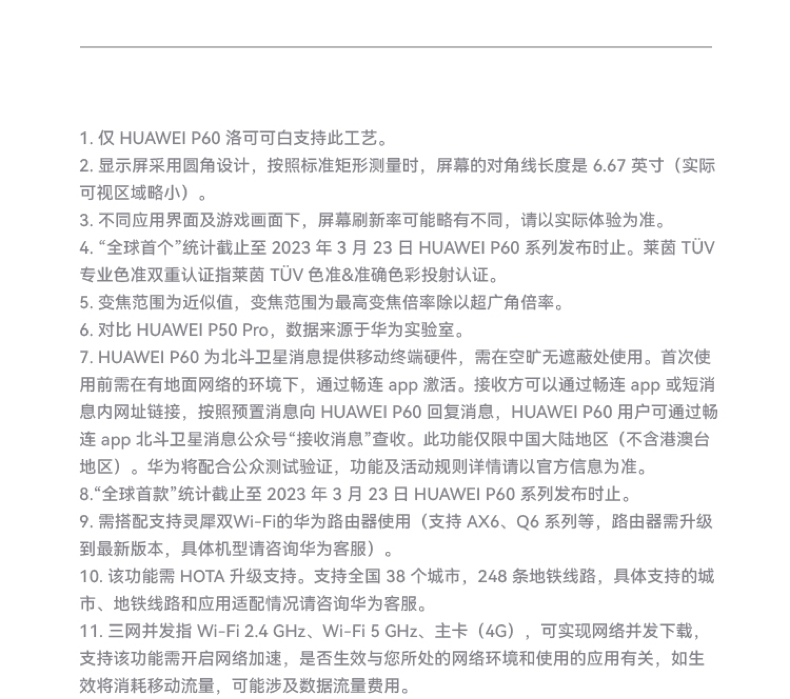 1. 仅 HUAWEI P60 洛可可白支持此工艺。
2. 显示屏采用圆角设计，按照标准矩形测量时，屏幕的对角线长度是 6.67 英寸（实际
可视区域略小）。
3. 不同应用界面及游戏画面下，屏幕刷新率可能略有不同，请以实际体验为准。
4. “全球首个”统计截止至 2023 年 3 月 23 日 HUAWEI P60 系列发布时止。莱茵 TÜV
专业色准双重认证指莱茵 TÜV 色准&准确色彩投射认证。
5. 变焦范围为近似值，变焦范围为最高变焦倍率除以超广角倍率。
6. 对比 HUAWEI P50 Pro，数据来源于华为实验室。
7. HUAWEI P60 为北斗卫星消息提供移动终端硬件，需在空旷无遮蔽处使用。首次使
用前需在有地面网络的环境下，通过畅连 app 激活。接收方可以通过畅连 app 或短消
息内网址链接，按照预置消息向 HUAWEI P60 回复消息，HUAWEI P60 用户可通过畅
连 app 北斗卫星消息公众号“接收消息”查收。此功能仅限中国大陆地区（不含港澳台
地区）。华为将配合公众测试验证，功能及活动规则详情请以官方信息为准。
8.“全球首款”统计截止至 2023 年 3 月 23 日 HUAWEI P60 系列发布时止。
9. 需搭配支持灵犀双Wi-Fi的华为路由器使用（支持 AX6、Q6 系列等，路由器需升级
到最新版本，具体机型请咨询华为客服）。
10. 该功能需 HOTA 升级支持。支持全国 38 个城市，248 条地铁线路，具体支持的城
市、地铁线路和应用适配情况请咨询华为客服。
11. 三网并发指 Wi-Fi 2.4 GHz、Wi-Fi 5 GHz、主卡（4G），可实现网络并发下载，
支持该功能需开启网络加速，是否生效与您所处的网络环境和使用的应用有关，如生
效将消耗移动流量，可能涉及数据流量费用。